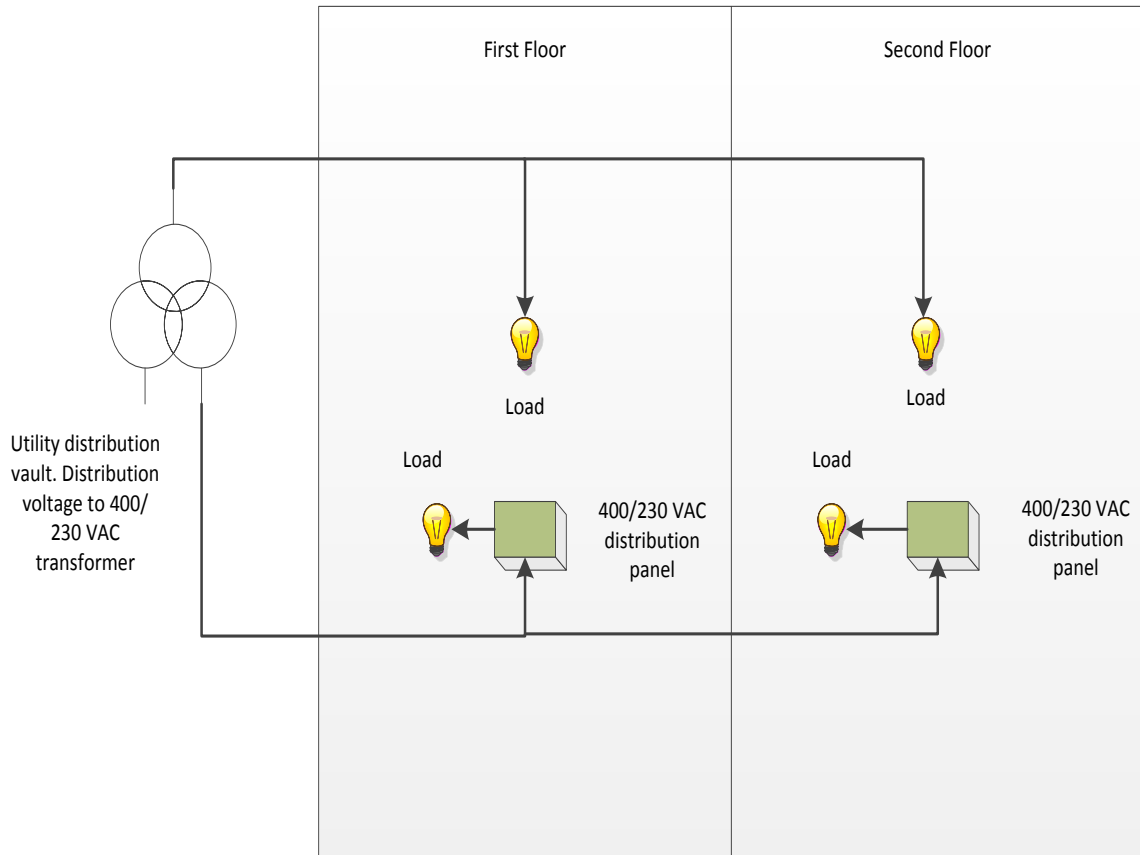 First Floor
Second Floor
Load
Load
Utility distribution
vault. Distribution
voltage to 400/
230 VAC
transformer
Load
400/230 VAC
distribution
panel
Load
400/230 VAC
distribution
panel